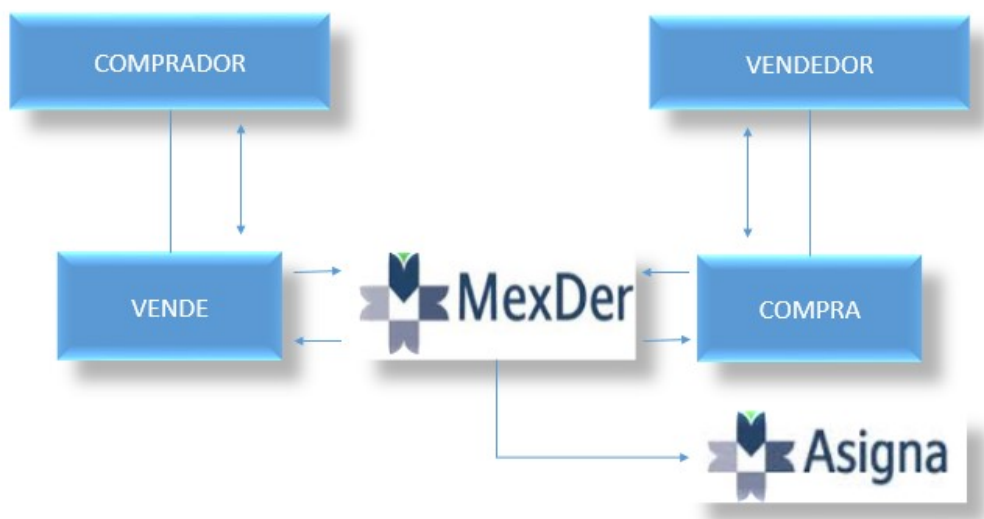 COMPRADOR
VENDEDOR
VENDE
MexDer
COMPRA
Asigna